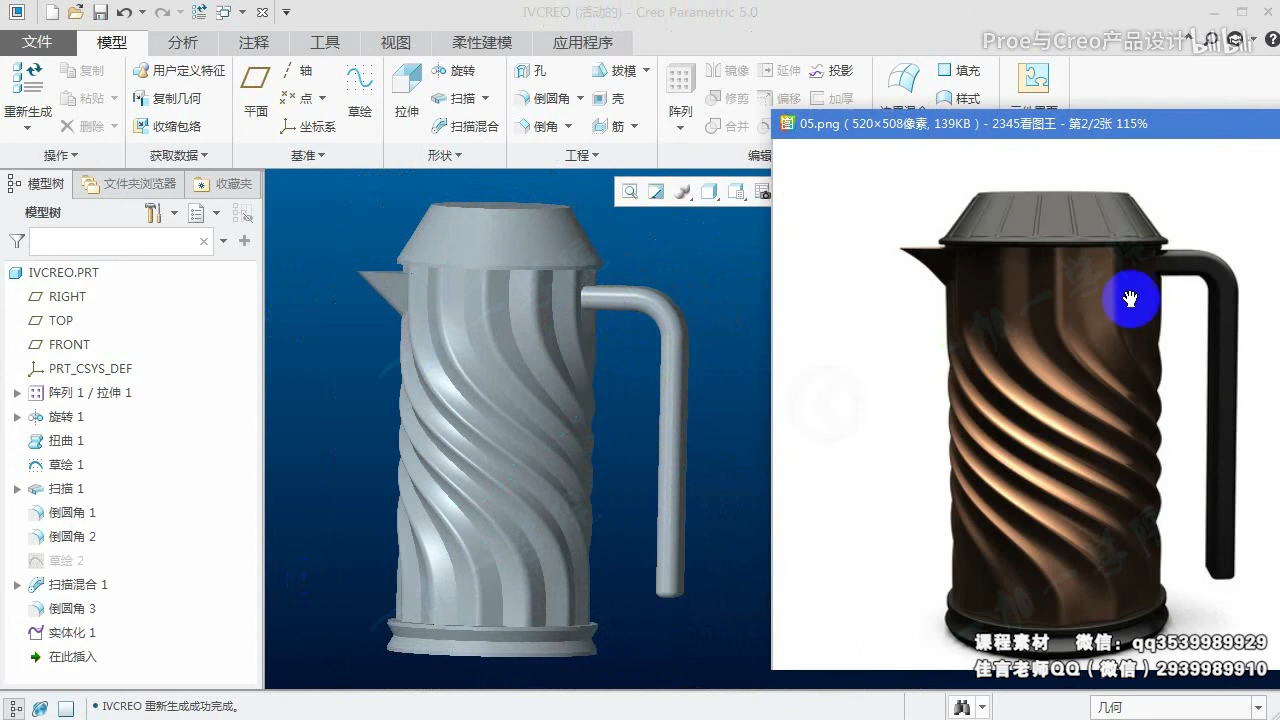 IVCREO (活动的) - Creo Parametric 5.0
文件 模型 分析 注释 工具 视图 柔性建模 应用程序
Proe与Creo产品设计 bilibili
重新生成 复制 粘贴 删除
用户定义特征 复制几何 收缩包络
平面 轴 点 坐标系 草绘
拉伸 旋转 扫描 扫描混合
孔 倒圆角 倒角 拔模 壳 筋
阵列 镜像 修剪 合并 延伸 偏移 投影 加厚
填充 样式
操作 获取数据 基准 形状 工程 编辑
05.png ( 520×508像素, 139KB ) - 2345看图王 - 第2/2张 115%
模型树 文件夹浏览器 收藏夹
模型树
IVCREO.PRT
RIGHT
TOP
FRONT
PRT_CSYS_DEF
阵列 1 / 拉伸 1
旋转 1
扭曲 1
草绘 1
扫描 1
倒圆角 1
倒圆角 2
草绘 2
扫描混合 1
倒圆角 3
实体化 1
在此插入
课程素材 微信：qq3539989929
佳言老师QQ（微信）2939989910
IVCREO 重新生成成功完成。
几何